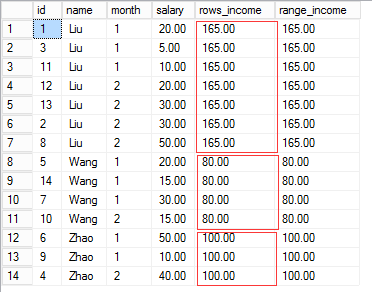 id name month salary rows_income range_income
1 1 Liu 1 20.00 165.00 165.00
2 3 Liu 1 5.00 165.00 165.00
3 11 Liu 1 10.00 165.00 165.00
4 12 Liu 2 20.00 165.00 165.00
5 13 Liu 2 30.00 165.00 165.00
6 2 Liu 2 30.00 165.00 165.00
7 8 Liu 2 50.00 165.00 165.00
8 5 Wang 1 20.00 80.00 80.00
9 14 Wang 1 15.00 80.00 80.00
10 7 Wang 1 30.00 80.00 80.00
11 10 Wang 2 15.00 80.00 80.00
12 6 Zhao 1 50.00 100.00 100.00
13 9 Zhao 1 10.00 100.00 100.00
14 4 Zhao 2 40.00 100.00 100.00